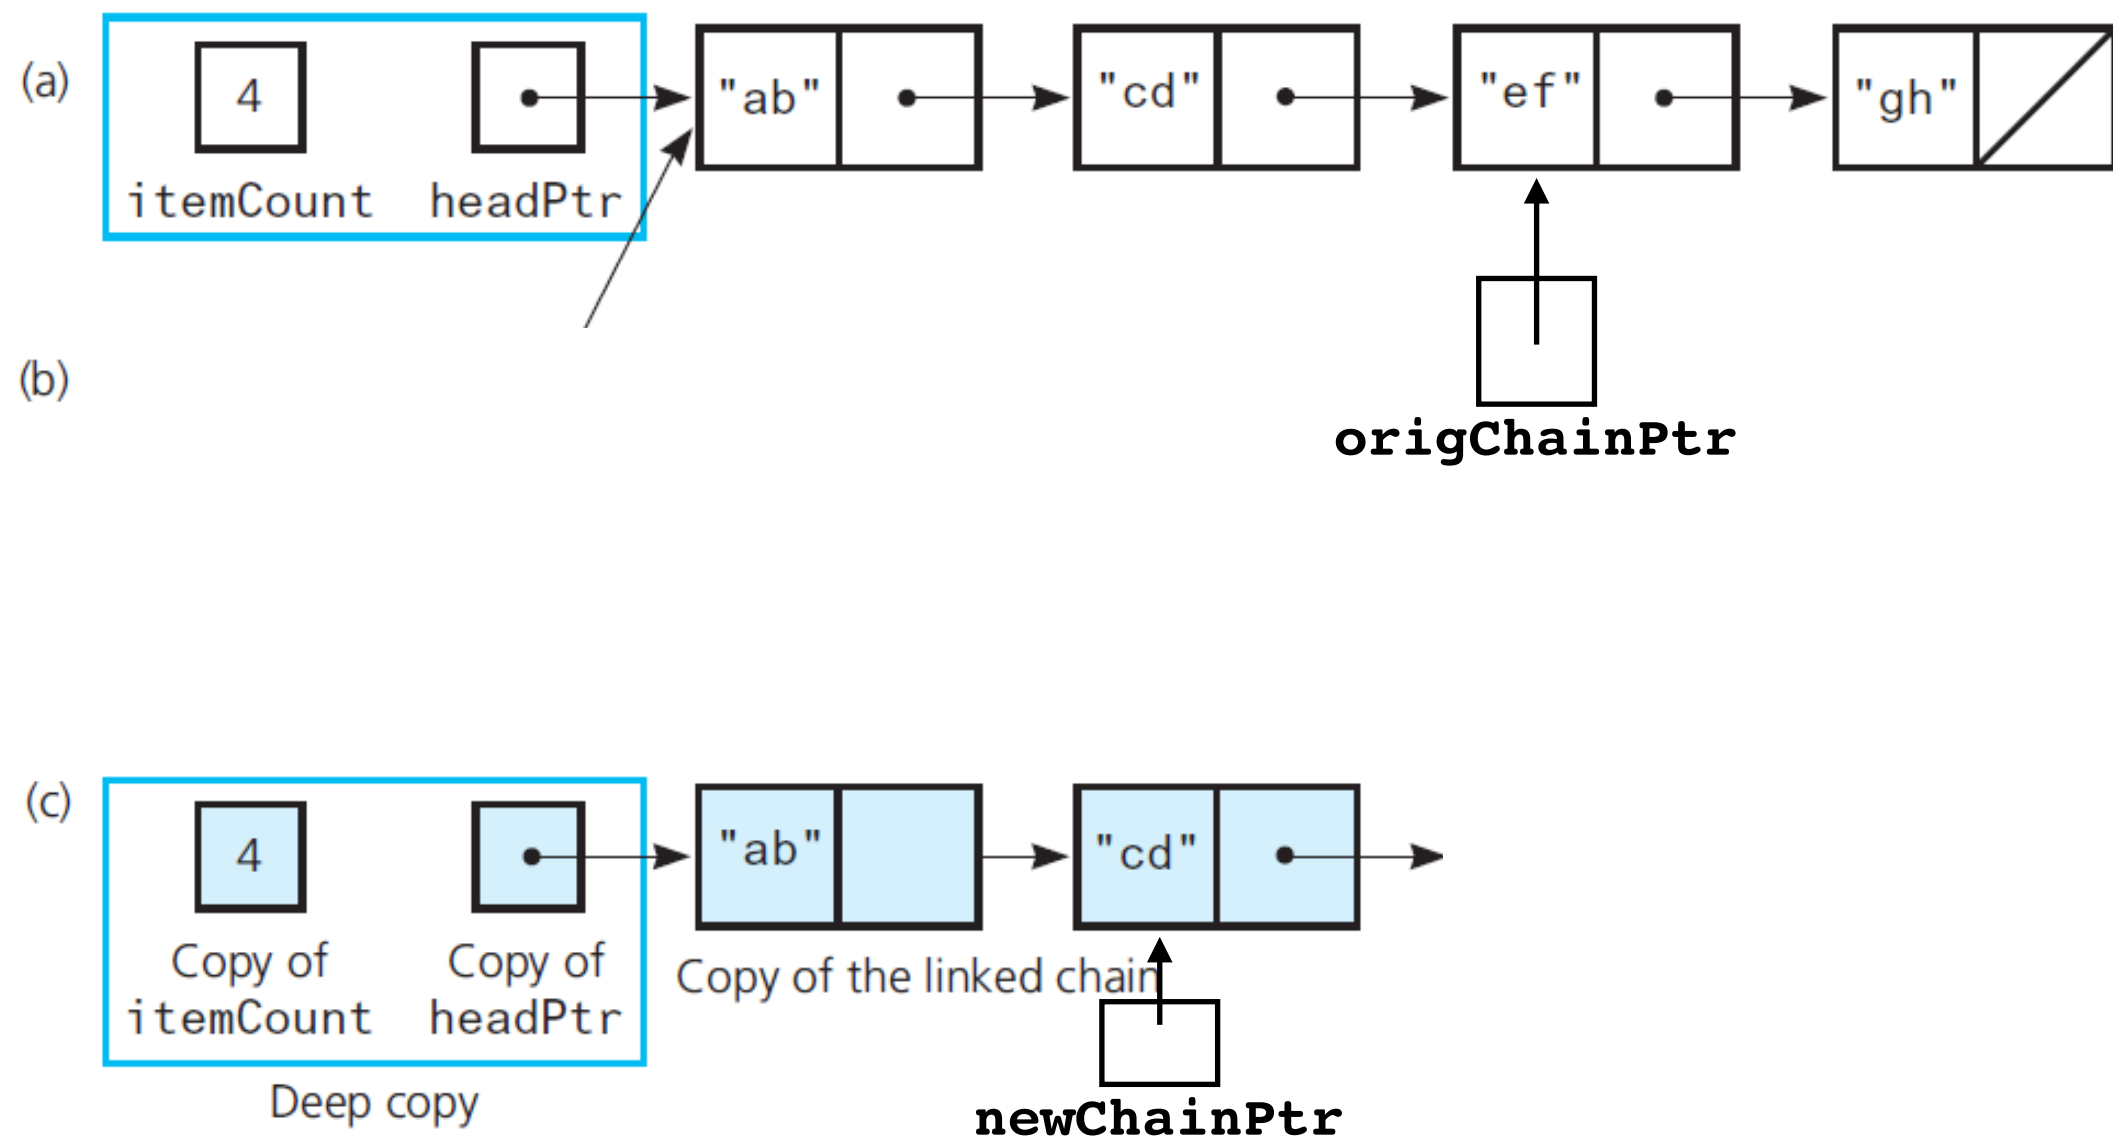 (a)
4
"ab"
"cd"
"ef"
"gh"
itemCount headPtr
(b)
origChainPtr
(c)
4
"ab"
"cd"
Copy of
itemCount
Copy of
headPtr
Copy of the linked chain
Deep copy
newChainPtr